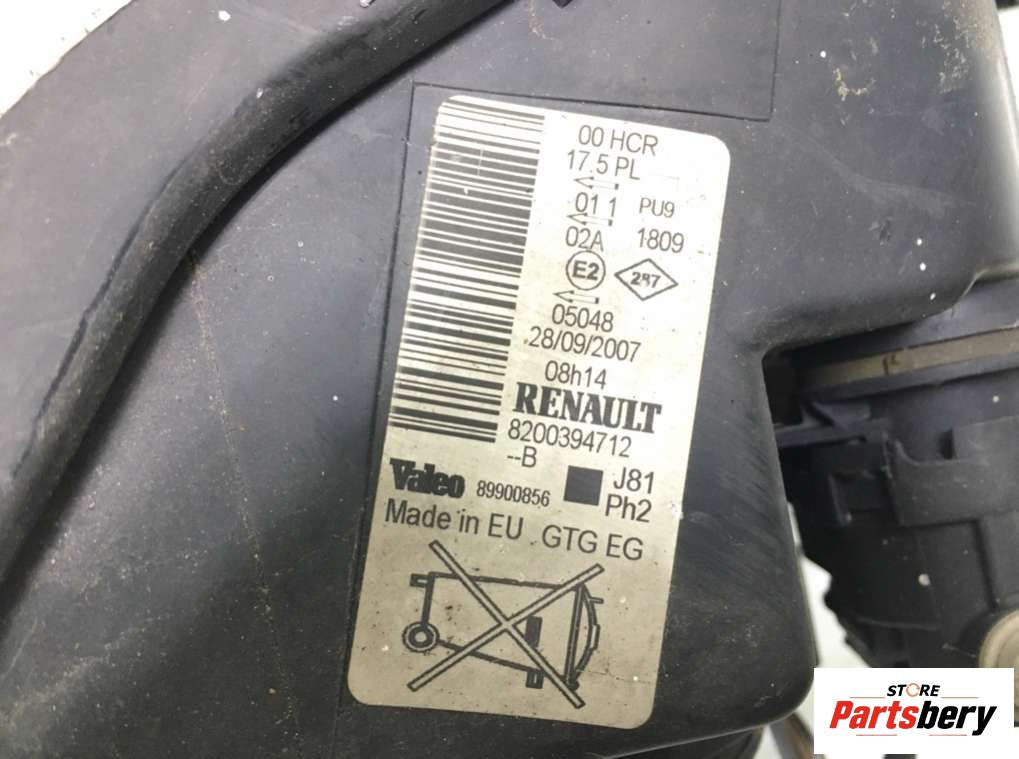 00 HCR
17.5 PL
01 1 PU9
02A 1809
E2 287
05048
28/09/2007
08h14
RENAULT
8200394712
--B
Valeo 89900856 J81
Ph2
Made in EU . GTG EG
STORE
Partsbery